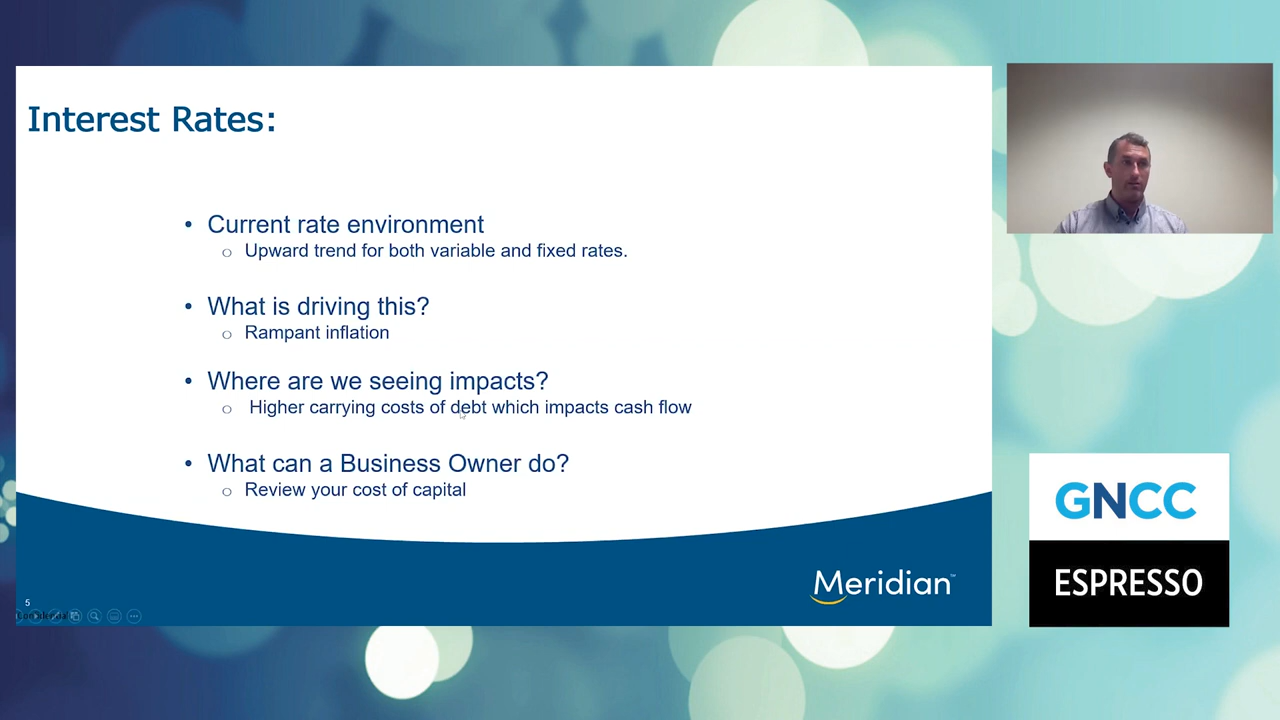 Interest Rates:
• Current rate environment
o Upward trend for both variable and fixed rates.
• What is driving this?
o Rampant inflation
• Where are we seeing impacts?
o Higher carrying costs of debt which impacts cash flow
• What can a Business Owner do?
o Review your cost of capital
Meridian™
5
GNCC
ESPRESSO